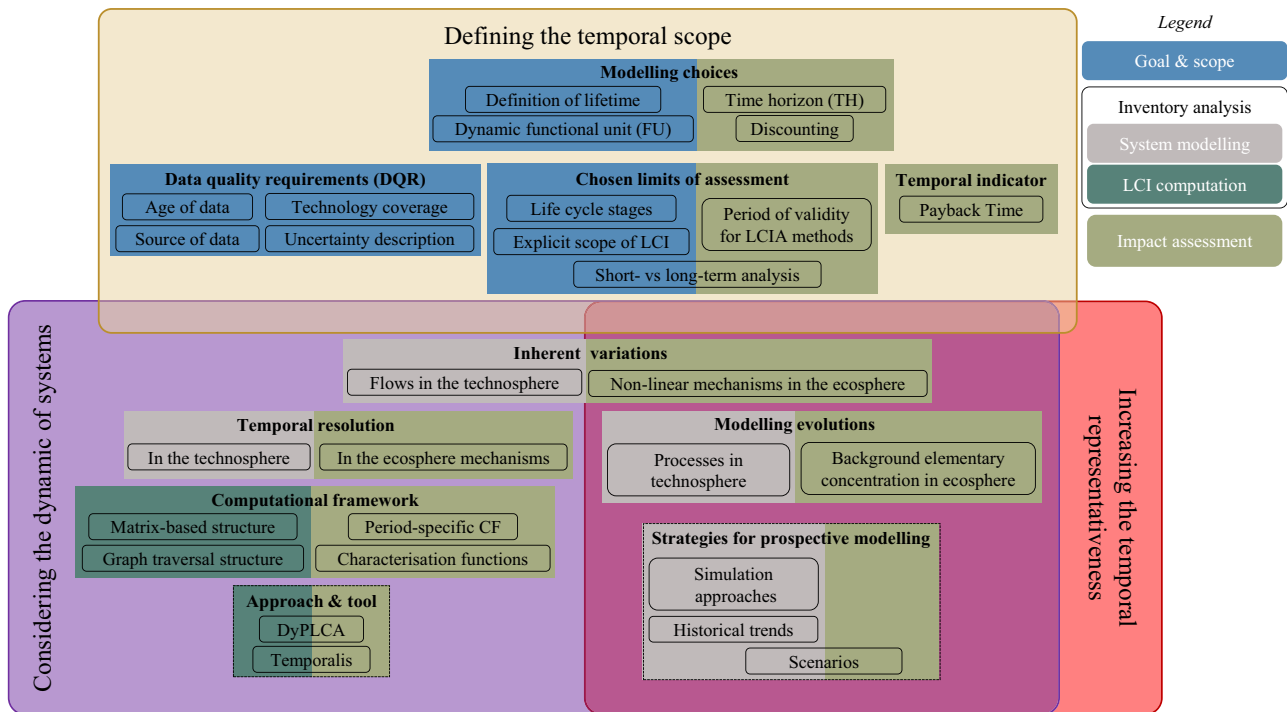 Defining the temporal scope
Legend
Goal & scope
Inventory analysis
System modelling
LCI computation
Impact assessment
Modelling choices
Definition of lifetime
Time horizon (TH)
Dynamic functional unit (FU)
Discounting
Data quality requirements (DQR)
Age of data
Technology coverage
Source of data
Uncertainty description
Chosen limits of assessment
Life cycle stages
Period of validity
for LCIA methods
Explicit scope of LCI
Short- vs long-term analysis
Temporal indicator
Payback Time
Considering the dynamic of systems
Inherent variations
Flows in the technosphere
Non-linear mechanisms in the ecosphere
Temporal resolution
In the technosphere
In the ecosphere mechanisms
Computational framework
Matrix-based structure
Period-specific CF
Graph traversal structure
Characterisation functions
Approach & tool
DyPLCA
Temporalis
Modelling evolutions
Processes in
technosphere
Background elementary
concentration in ecosphere
Strategies for prospective modelling
Simulation
approaches
Historical trends
Scenarios
Increasing the temporal
representativeness